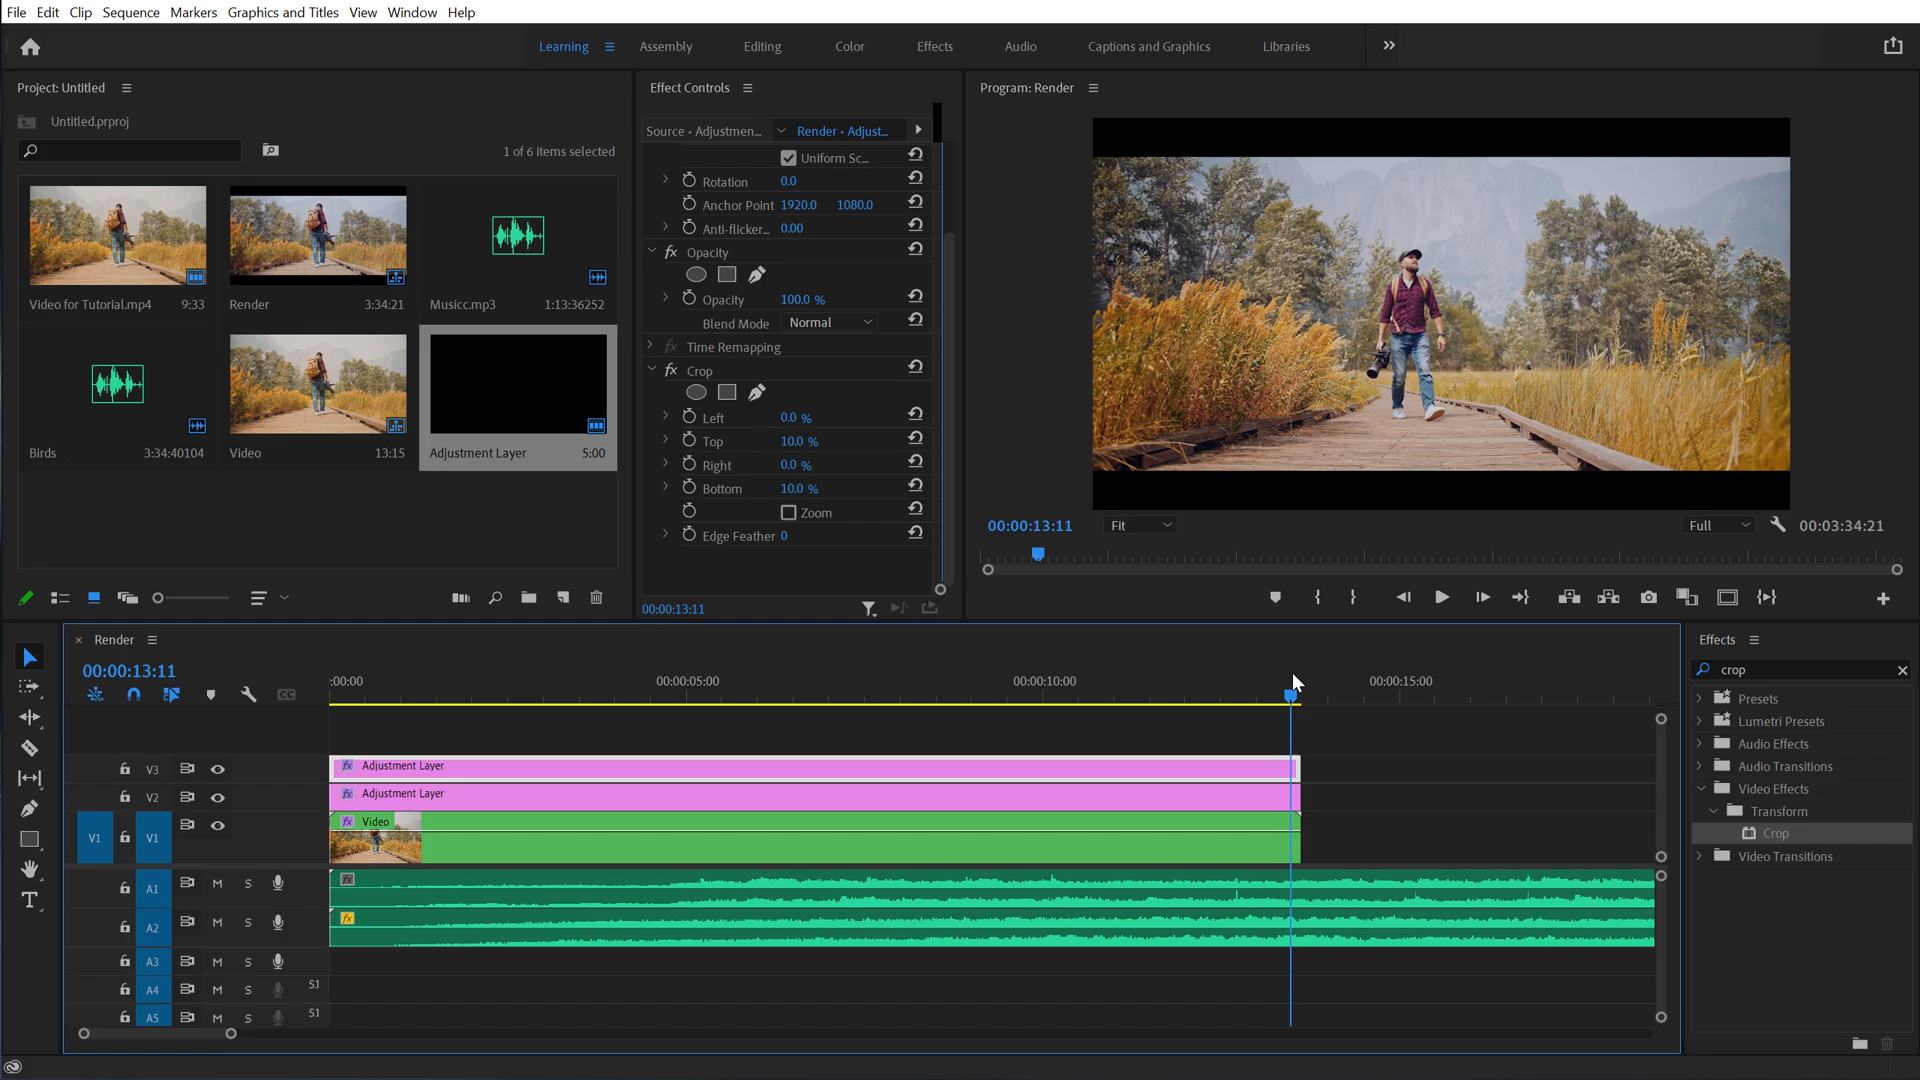 File Edit Clip Sequence Markers Graphics and Titles View Window Help
Learning Assembly Editing Color Effects Audio Captions and Graphics Libraries
Project: Untitled
Untitled.prproj
1 of 6 items selected
Video for Tutorial.mp4 9:33
Render 3:34:21
Musicc.mp3 1:13:36252
Birds 3:34:40104
Video 13:15
Adjustment Layer 5:00
Effect Controls
Source • Adjustmen... Render • Adjust...
Uniform Sc...
Rotation 0.0
Anchor Point 1920.0 1080.0
Anti-flicker... 0.00
fx Opacity
Opacity 100.0 %
Blend Mode Normal
fx Time Remapping
fx Crop
Left 0.0 %
Top 10.0 %
Right 0.0 %
Bottom 10.0 %
Zoom
Edge Feather 0
00:00:13:11
Program: Render
00:00:13:11 Fit Full 00:03:34:21
× Render
00:00:13:11
:00:00 00:00:05:00 00:00:10:00 00:00:15:00
CC
V3 fx Adjustment Layer
V2 fx Adjustment Layer
V1 V1 fx Video
A1 M S fx
A2 M S fx
A3 M S
A4 M S 5.1
A5 M S 5.1
T
Effects
crop
Presets
Lumetri Presets
Audio Effects
Audio Transitions
Video Effects
Transform
Crop
Video Transitions